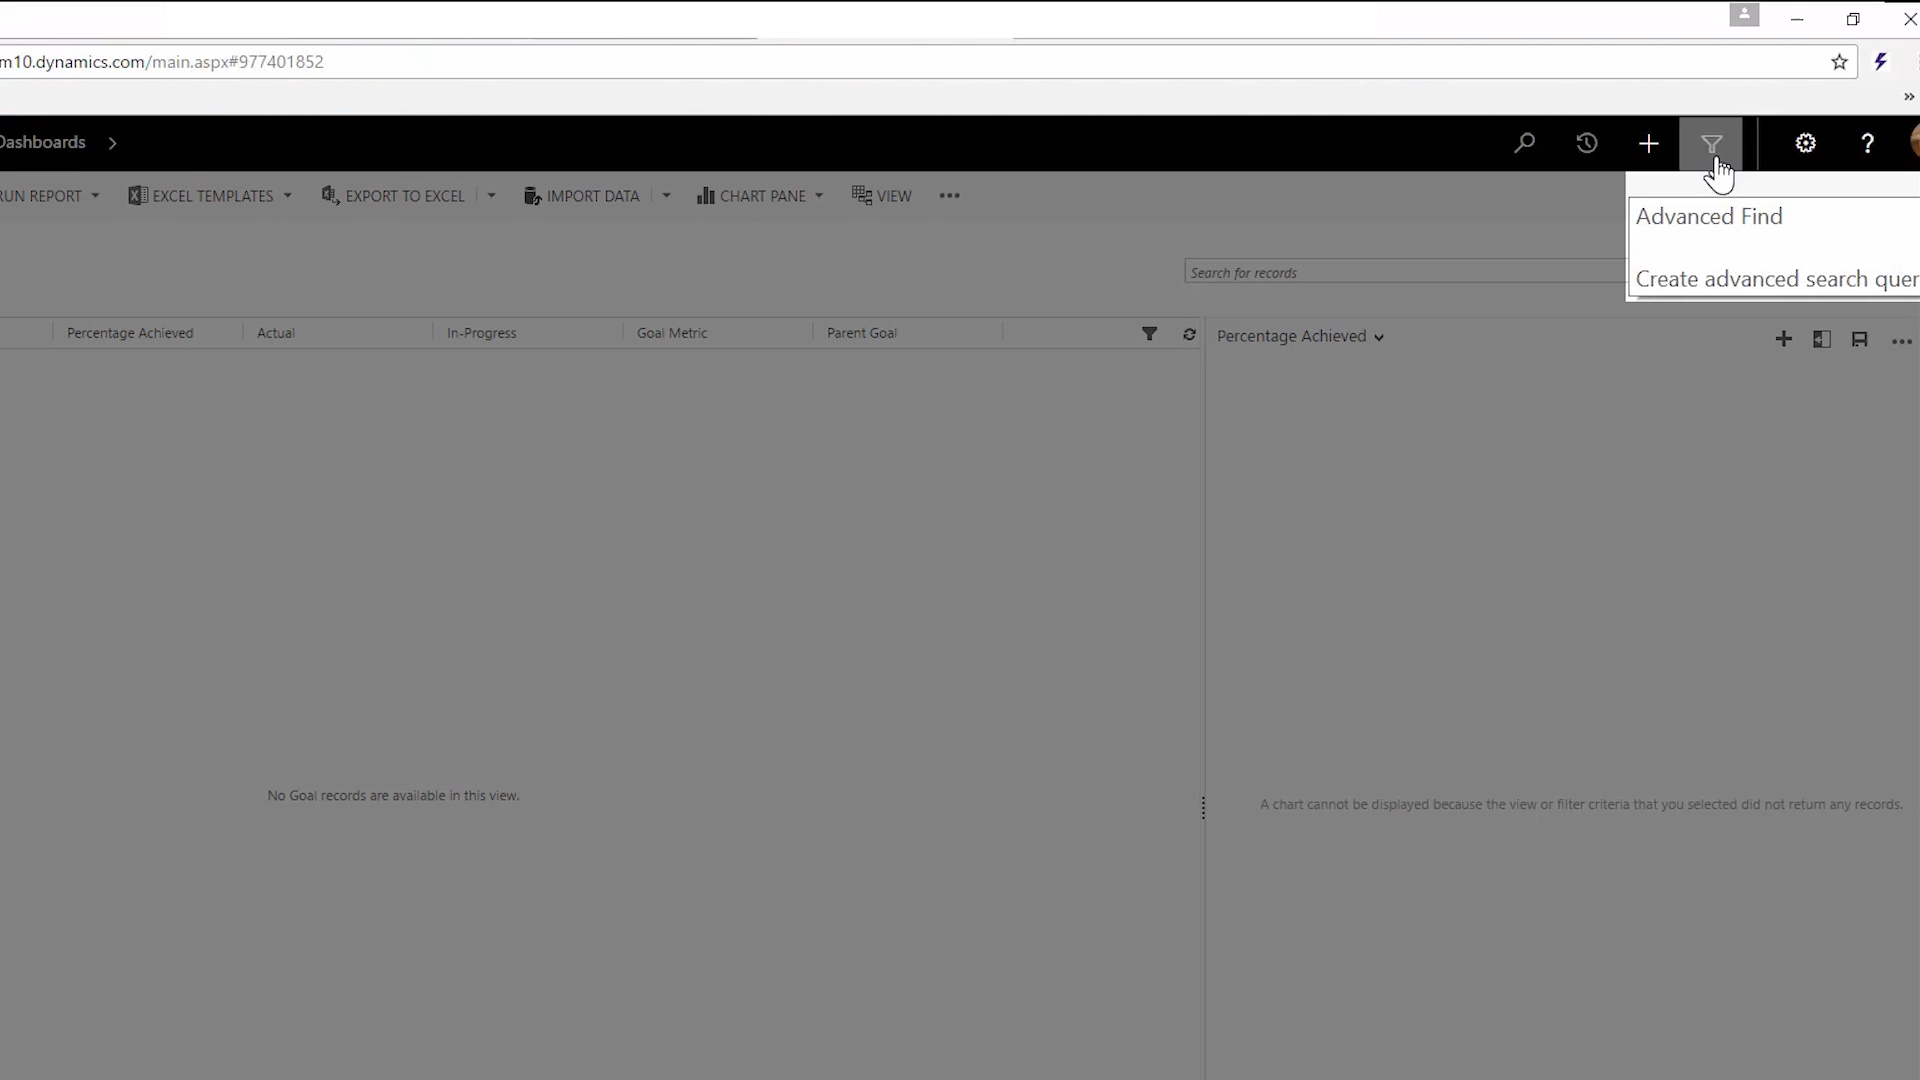 m10.dynamics.com/main.aspx#977401852
»
Dashboards
?
RUN REPORT
EXCEL TEMPLATES
EXPORT TO EXCEL
IMPORT DATA
CHART PANE
VIEW
Advanced Find
Create advanced search quer
Search for records
Percentage Achieved
Actual
In-Progress
Goal Metric
Parent Goal
Percentage Achieved
No Goal records are available in this view.
A chart cannot be displayed because the view or filter criteria that you selected did not return any records.